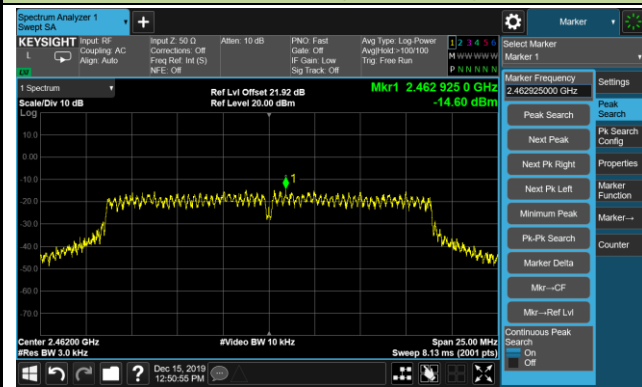 Spectrum Analyzer 1
Swept SA
Marker
KEYSIGHT
L
Input: RF
Coupling: AC
Align: Auto
Input Z: 50 Ω
Corrections: Off
Freq Ref: Int (S)
NFE: Off
Atten: 10 dB
PNO: Fast
Gate: Off
IF Gain: Low
Sig Track: Off
Avg Type: Log-Power
Avg|Hold:>100/100
Trig: Free Run
1 2 3 4 5 6
M W W W W W
P N N N N N
Select Marker
Marker 1
1 Spectrum
Scale/Div 10 dB
Log
Ref Lvl Offset 21.92 dB
Ref Level 20.00 dBm
Mkr1 2.462 925 0 GHz
-14.60 dBm
10.0
0.00
-10.0
-20.0
-30.0
-40.0
-50.0
-60.0
-70.0
1
Center 2.46200 GHz
#Res BW 3.0 kHz
#Video BW 10 kHz
Span 25.00 MHz
Sweep 8.13 ms (2001 pts)
Marker Frequency
2.462925000 GHz
Peak Search
Next Peak
Next Pk Right
Next Pk Left
Minimum Peak
Pk-Pk Search
Marker Delta
Mkr→CF
Mkr→Ref Lvl
Continuous Peak
Search
On
Off
Settings
Peak
Search
Pk Search
Config
Properties
Marker
Function
Marker→
Counter
?
Dec 15, 2019
12:50:55 PM